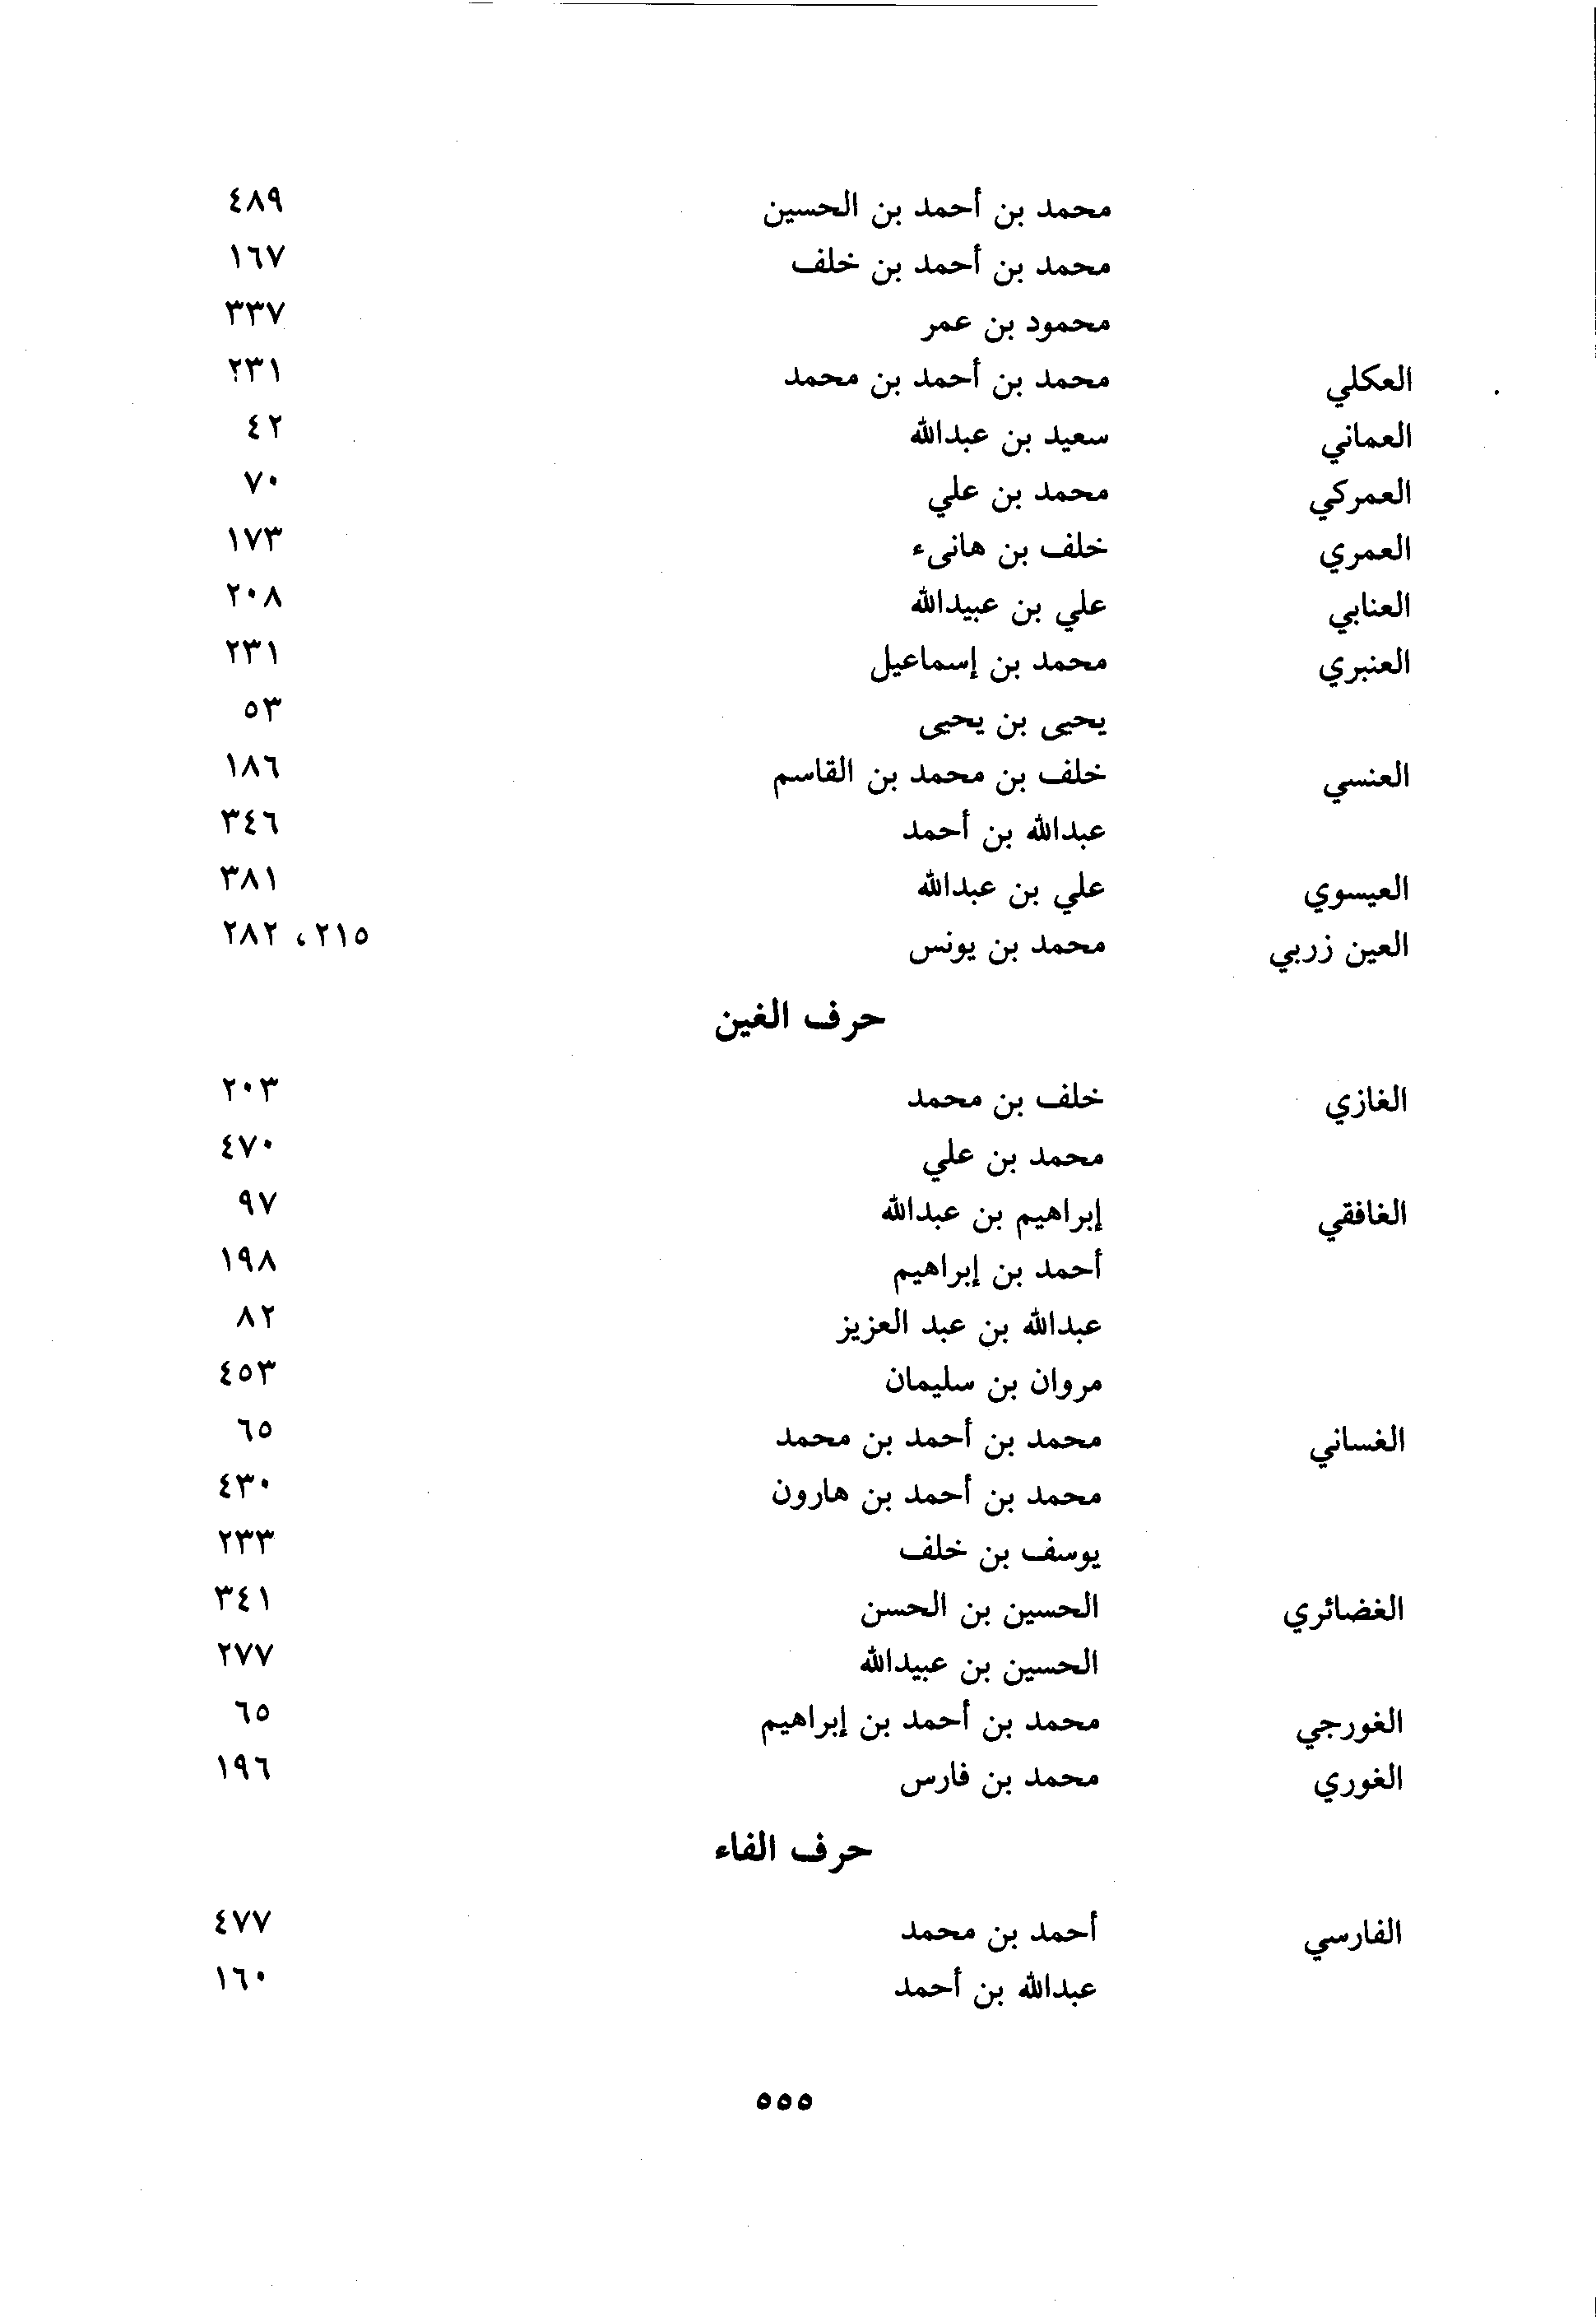 محمد بن أحمد بن الحسين ٤٨٩
محمد بن أحمد بن خلف ١٦٧
محمود بن عمر ٣٣٧
العكلي محمد بن أحمد بن محمد ٢٣١
العماني سعيد بن عبدالله ٤٢
العمركي محمد بن علي ٧٠
العمري خلف بن هانىء ١٧٣
العنابي علي بن عبيدالله ٢٠٨
العنبري محمد بن إسماعيل ٢٣١
يحيى بن يحيى ٥٣
العنسي خلف بن محمد بن القاسم ١٨٦
عبدالله بن أحمد ٣٤٦
العيسوي علي بن عبدالله ٣٨١
العين زربي محمد بن يونس ٢١٥، ٢٨٢
حرف الغين
الغازي خلف بن محمد ٢٠٣
محمد بن علي ٤٧٠
الغافقي إبراهيم بن عبدالله ٩٧
أحمد بن إبراهيم ١٩٨
عبدالله بن عبد العزيز ٨٢
مروان بن سليمان ٤٥٣
الغساني محمد بن أحمد بن محمد ٦٥
محمد بن أحمد بن هارون ٤٣٠
يوسف بن خلف ٢٣٣
الغضائري الحسين بن الحسن ٣٤١
الحسين بن عبيدالله ٢٧٧
الغورجي محمد بن أحمد بن إبراهيم ٦٥
الغوري محمد بن فارس ١٩٦
حرف الفاء
الفارسي أحمد بن محمد ٤٧٧
عبدالله بن أحمد ١٦٠
٥٥٥